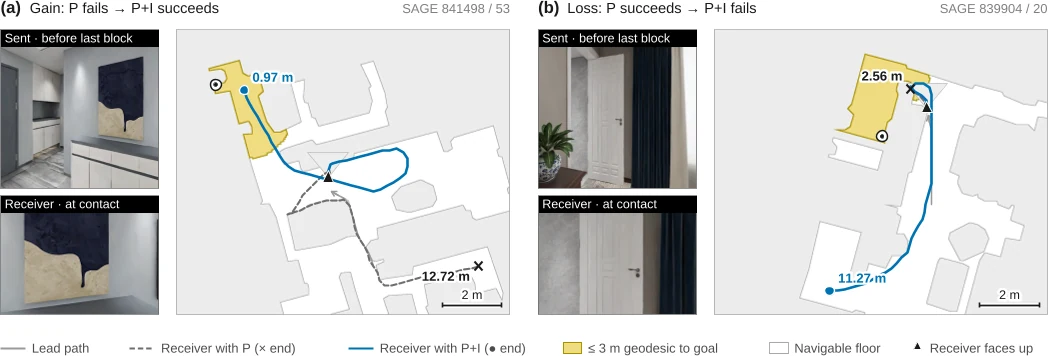 (a) Gain: P fails → P+I succeeds
SAGE 841498 / 53
Sent · before last block
Receiver · at contact
0.97 m
12.72 m
2 m
(b) Loss: P succeeds → P+I fails
SAGE 839904 / 20
Sent · before last block
Receiver · at contact
2.56 m
11.27 m
2 m
Lead path
Receiver with P (× end)
Receiver with P+I (● end)
≤ 3 m geodesic to goal
Navigable floor
▲ Receiver faces up